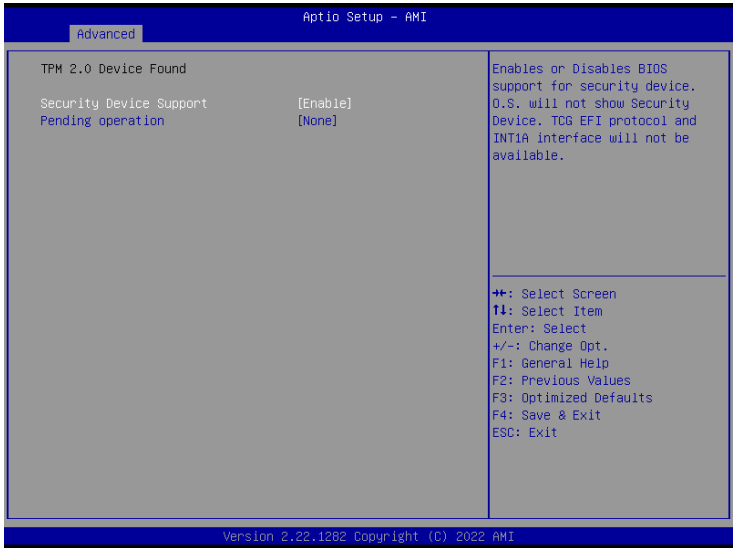 Aptio Setup – AMI
Advanced
TPM 2.0 Device Found
Security Device Support [Enable]
Pending operation [None]
Enables or Disables BIOS
support for security device.
O.S. will not show Security
Device. TCG EFI protocol and
INT1A interface will not be
available.
→←: Select Screen
↑↓: Select Item
Enter: Select
+/-: Change Opt.
F1: General Help
F2: Previous Values
F3: Optimized Defaults
F4: Save & Exit
ESC: Exit
Version 2.22.1282 Copyright (C) 2022 AMI